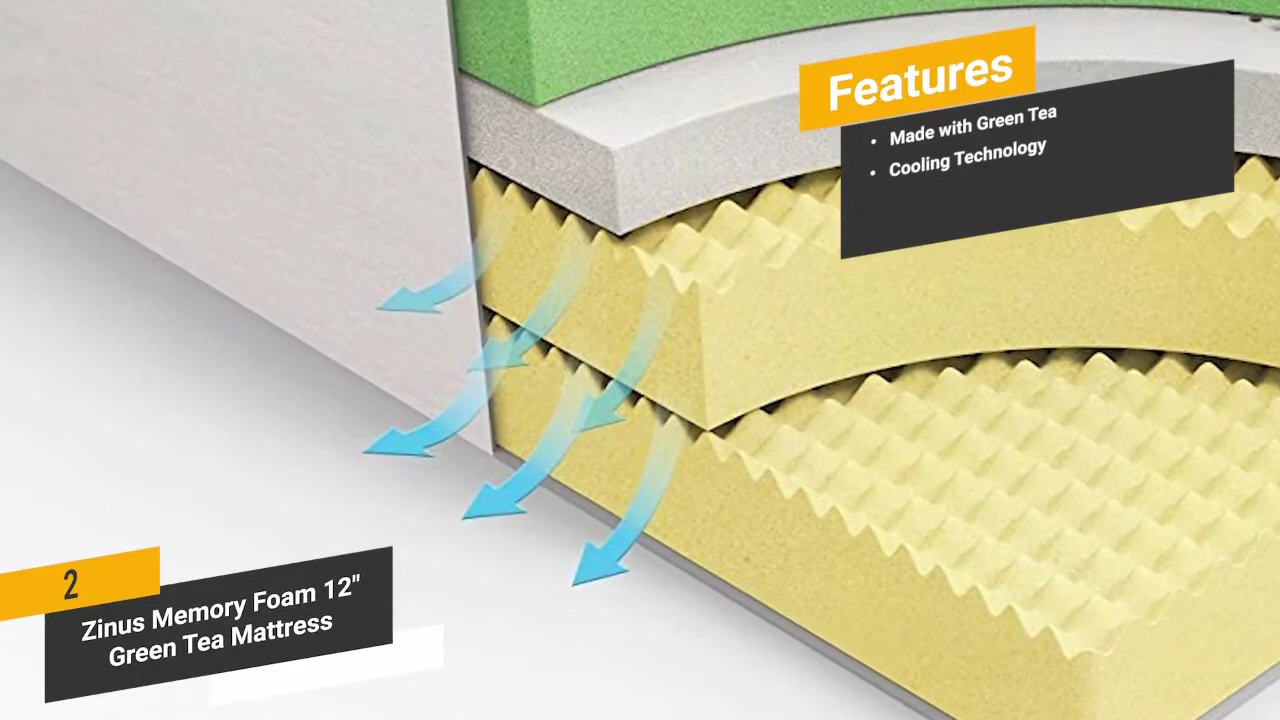 Features
• Made with Green Tea
• Cooling Technology
2
Zinus Memory Foam 12"
Green Tea Mattress